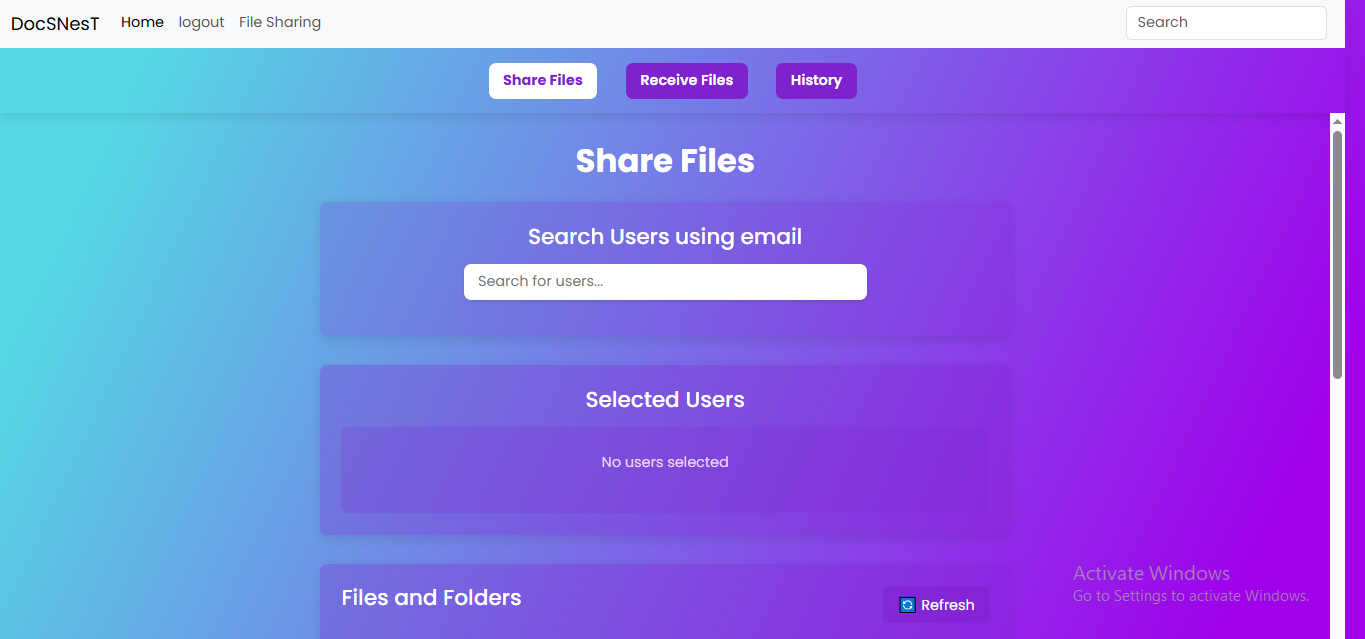 DocSNesT Home logout File Sharing Search
Share Files Receive Files History
Share Files
Search Users using email
Search for users...
Selected Users
No users selected
Files and Folders
Refresh
Activate Windows
Go to Settings to activate Windows.